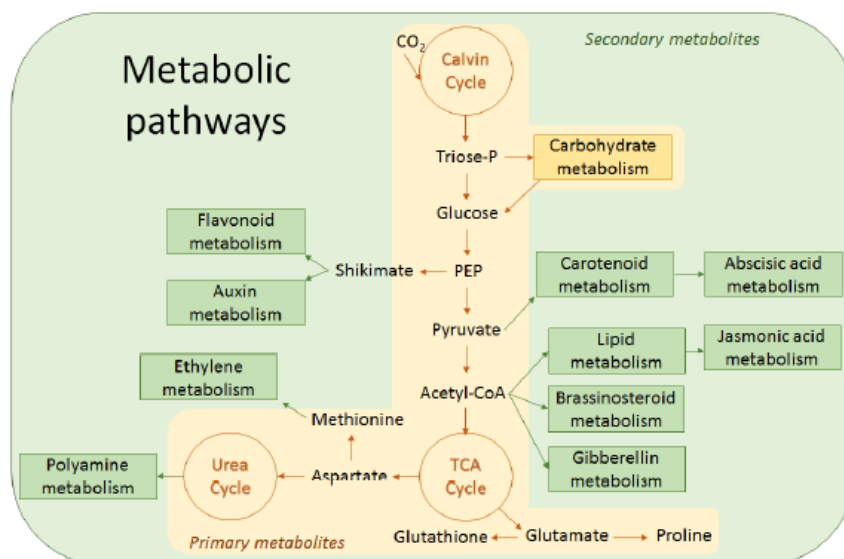 Secondary metabolites
Metabolic
pathways
CO₂
Calvin
Cycle
Triose-P
Carbohydrate
metabolism
Glucose
Flavonoid
metabolism
Shikimate
PEP
Auxin
metabolism
Carotenoid
metabolism
Abscisic acid
metabolism
Pyruvate
Lipid
metabolism
Jasmonic acid
metabolism
Ethylene
metabolism
Acetyl-CoA
Brassinosteroid
metabolism
Methionine
Gibberellin
metabolism
Polyamine
metabolism
Urea
Cycle
Aspartate
TCA
Cycle
Primary metabolites
Glutathione
Glutamate
Proline